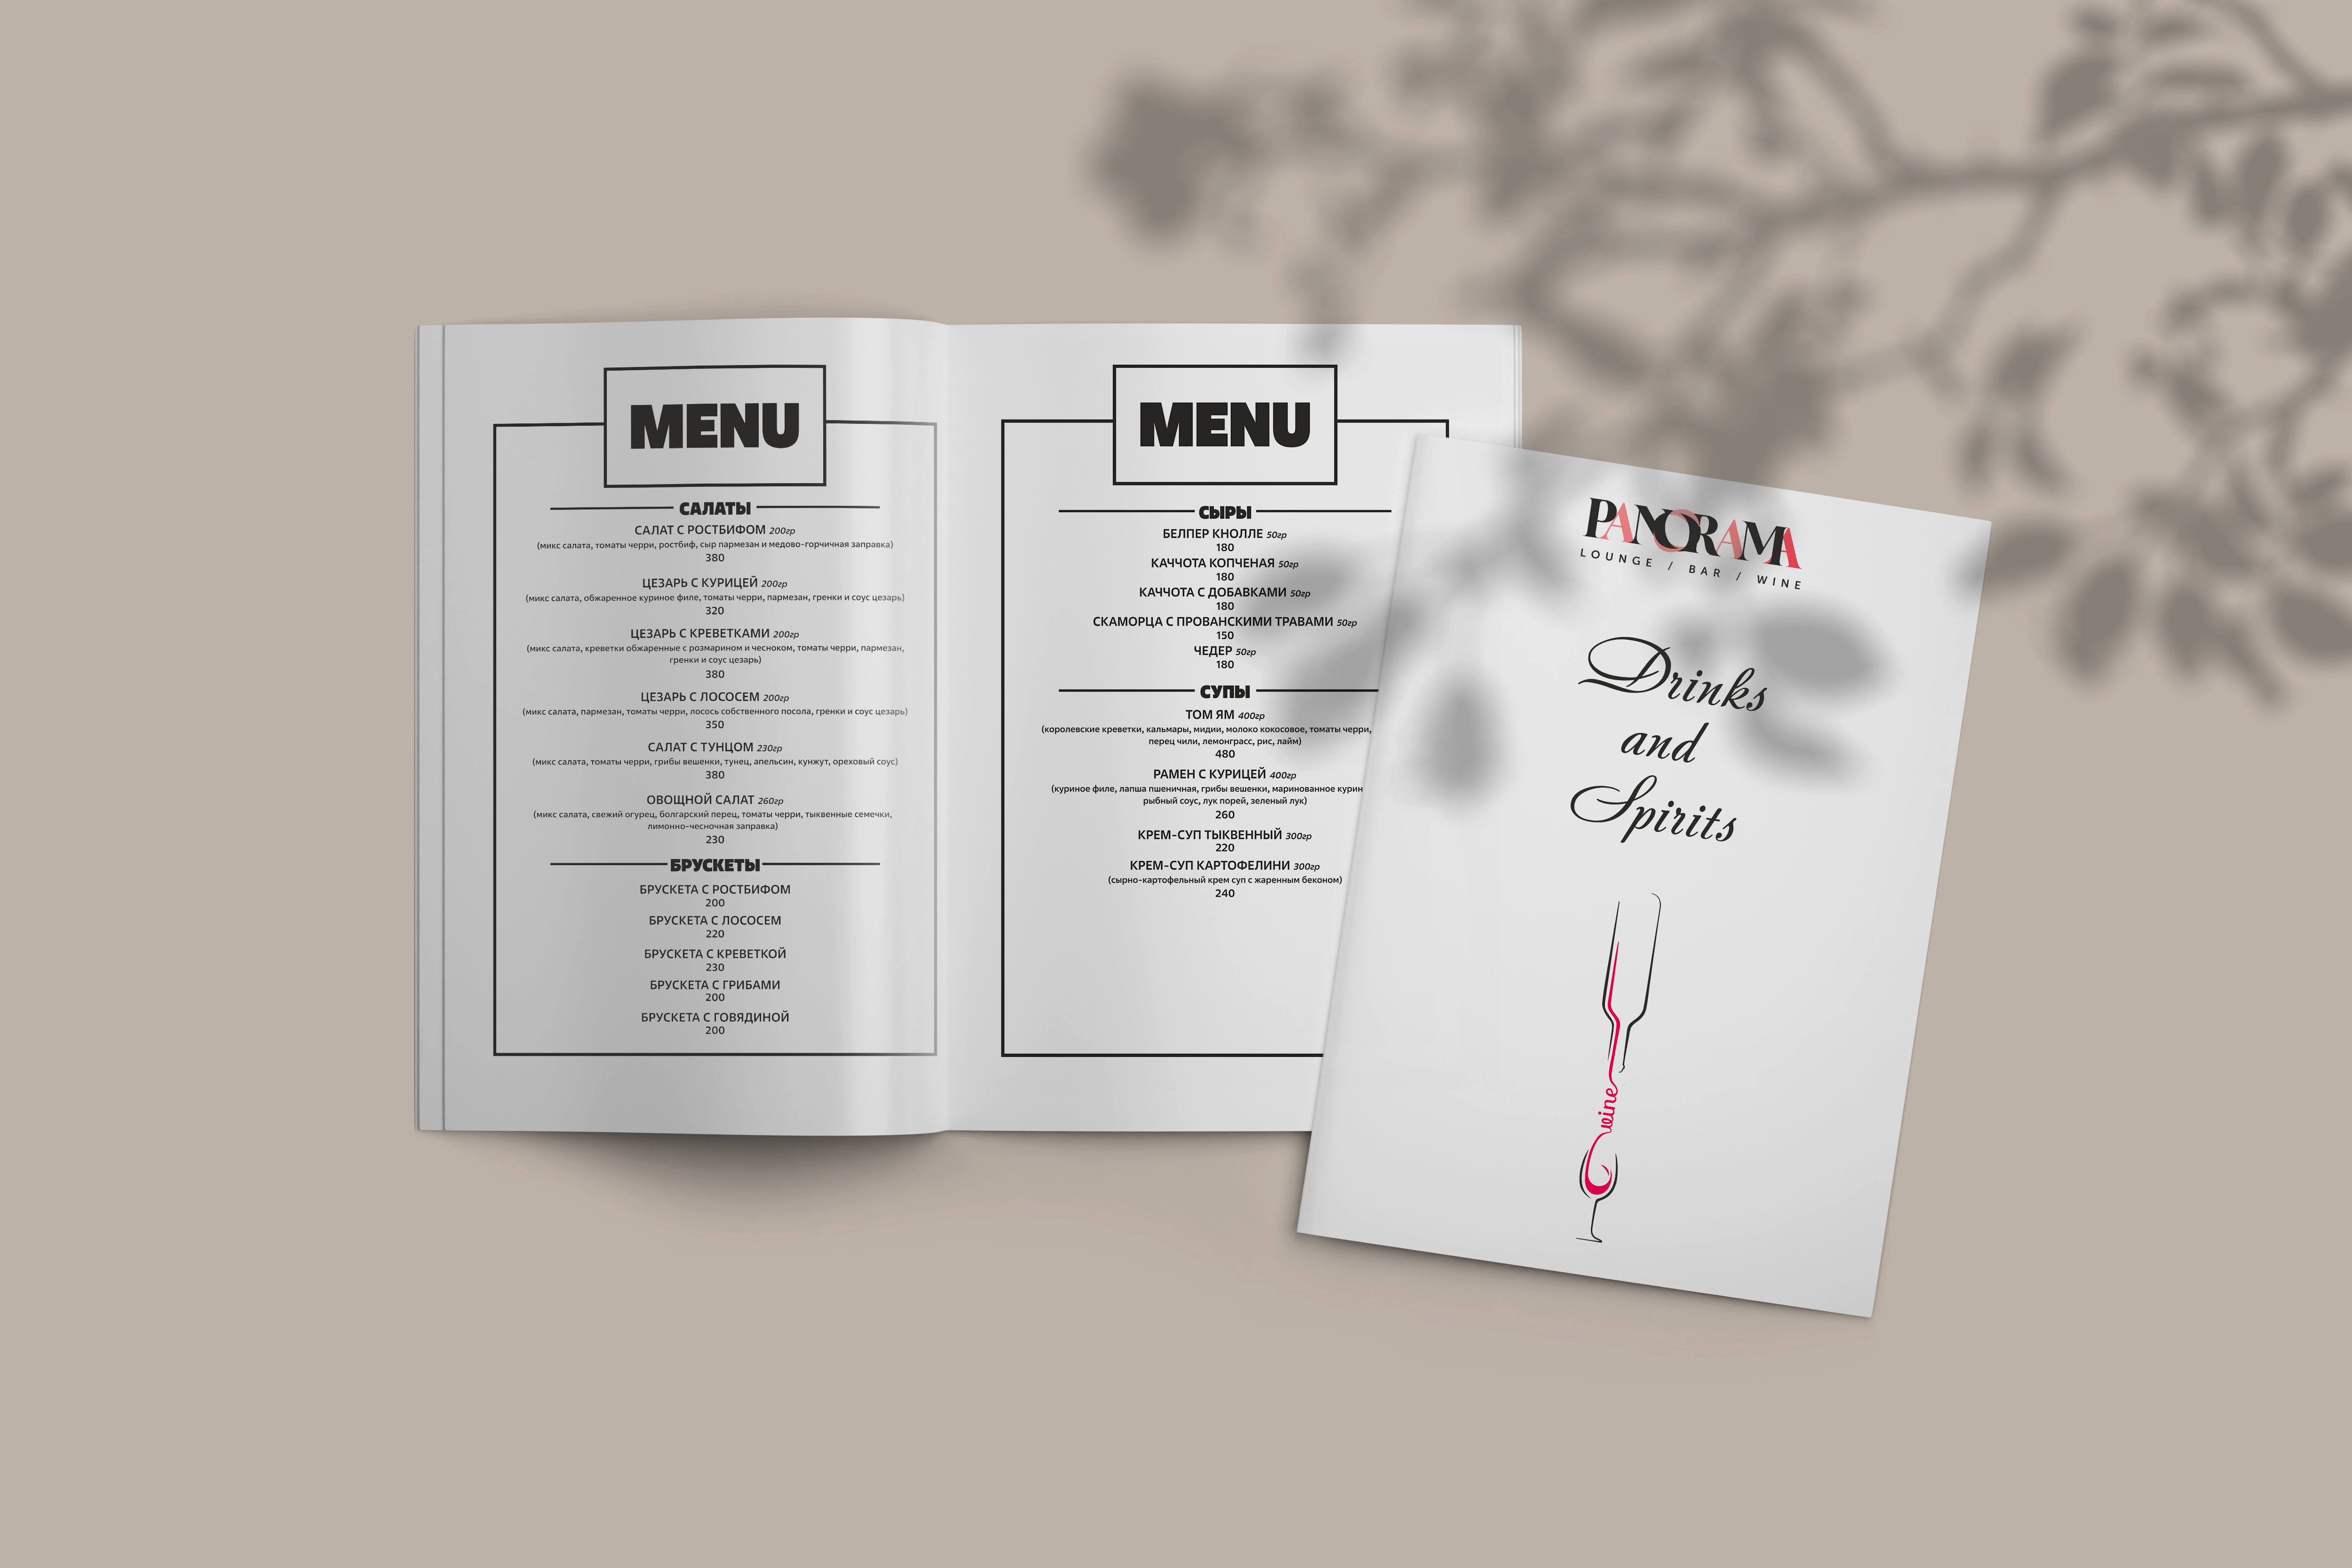 MENU
САЛАТЫ
САЛАТ С РОСТБИФОМ 200гр
(микс салата, томаты черри, ростбиф, сыр пармезан и медово-горчичная заправка)
380
ЦЕЗАРЬ С КУРИЦЕЙ 200гр
(микс салата, обжаренное куриное филе, томаты черри, пармезан, гренки и соус цезарь)
320
ЦЕЗАРЬ С КРЕВЕТКАМИ 200гр
(микс салата, креветки обжаренные с розмарином и чесноком, томаты черри, пармезан,
гренки и соус цезарь)
380
ЦЕЗАРЬ С ЛОСОСЕМ 200гр
(микс салата, пармезан, томаты черри, лосось собственного посола, гренки и соус цезарь)
350
САЛАТ С ТУНЦОМ 230гр
(микс салата, томаты черри, грибы вешенки, тунец, апельсин, кунжут, ореховый соус)
380
ОВОЩНОЙ САЛАТ 260гр
(микс салата, свежий огурец, болгарский перец, томаты черри, тыквенные семечки,
лимонно-чесночная заправка)
230
БРУСКЕТЫ
БРУСКЕТА С РОСТБИФОМ
200
БРУСКЕТА С ЛОСОСЕМ
220
БРУСКЕТА С КРЕВЕТКОЙ
230
БРУСКЕТА С ГРИБАМИ
200
БРУСКЕТА С ГОВЯДИНОЙ
200
MENU
СЫРЫ
БЕЛПЕР КНОЛЛЕ 50гр
180
КАЧЧОТА КОПЧЕНАЯ 50гр
180
КАЧЧОТА С ДОБАВКАМИ 50гр
180
СКАМОРЦА С ПРОВАНСКИМИ ТРАВАМИ 50гр
150
ЧЕДЕР 50гр
180
СУПЫ
ТОМ ЯМ 400гр
(королевские креветки, кальмары, мидии, молоко кокосовое, томаты черри,
перец чили, лемонграсс, рис, лайм)
480
РАМЕН С КУРИЦЕЙ 400гр
(куриное филе, лапша пшеничная, грибы вешенки, маринованное
рыбный соус, лук порей, зеленый лук)
260
КРЕМ-СУП ТЫКВЕННЫЙ 300гр
220
КРЕМ-СУП КАРТОФЕЛИНИ 300гр
(сырно-картофельный крем суп с жаренным беконом)
240
PANORAMA
LOUNGE / BAR / WINE
Drinks
and
Spirits
wine